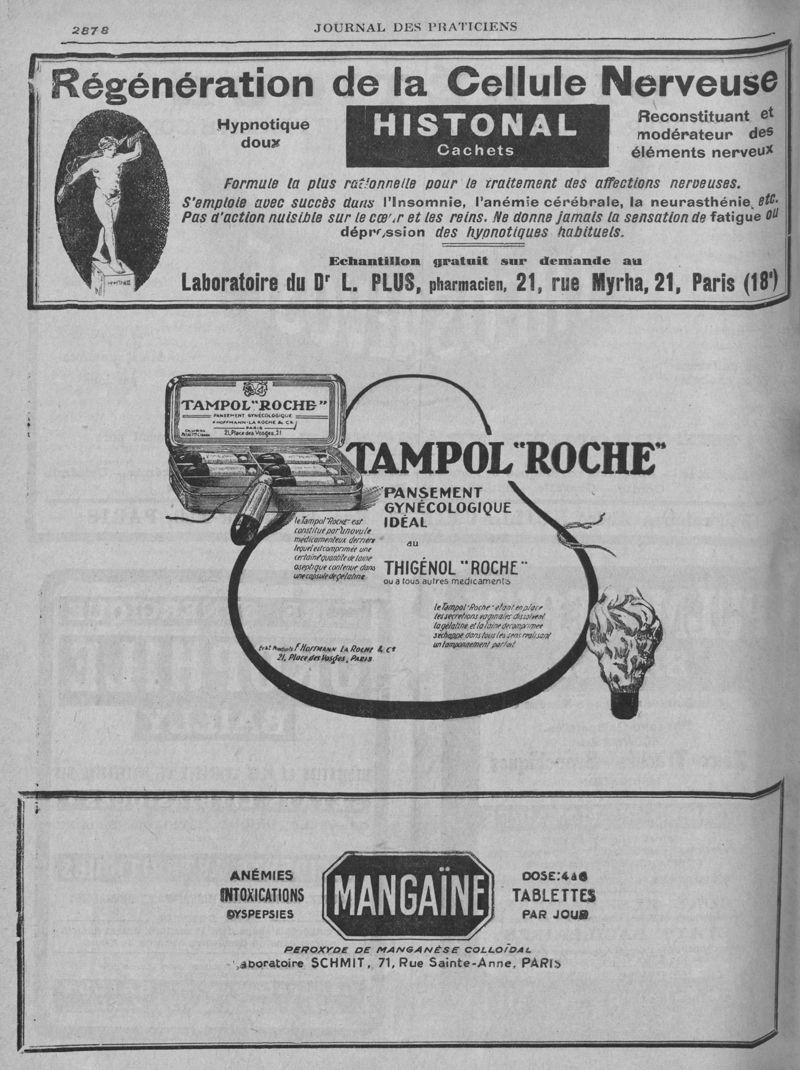 2878
JOURNAL DES PRATICIENS
Régénération de la Cellule Nerveuse
Hypnotique
doux
HISTONAL
Cachets
Reconstituant et
modérateur des
éléments nerveux
Formule la plus rationnelle pour le traitement des affections nerveuses.
S'emploie avec succès dans l'Insomnie, l'anémie cérébrale, la neurasthénie, etc.
Pas d'action nuisible sur le cœur et les reins. Ne donne jamais la sensation de fatigue ou
dépression des hypnotiques habituels.
Echantillon gratuit sur demande au
Laboratoire du Dr L. PLUS, pharmacien, 21, rue Myrha, 21, Paris (18e)
TAMPOL "ROCHE"
PANSEMENT GYNÉCOLOGIQUE
F. HOFFMANN-LA ROCHE & Cie
PARIS
21, Place des Vosges, 21
TAMPOL "ROCHE"
PANSEMENT
GYNÉCOLOGIQUE
IDÉAL
au
THIGÉNOL "ROCHE"
ou a tous autres medicaments
le Tampol "ROCHE" est
constitué par un ovule
médicamenteux derrière
lequel est comprimée une
certaine quantité de laine
aseptique contenue dans
une capsule de gélatine.
le Tampol "Roche" étant en place
les secretions vaginales dissolvent
la gélatine et la laine décomprimée
s'echappe dans tous les sens réalisant
un tamponnement parfait
Produits F. HOFFMANN LA ROCHE & Co
21, Place des Vosges, PARIS
ANÉMIES
INTOXICATIONS
DYSPEPSIES
MANGAÏNE
DOSE: 4 à 6
TABLETTES
PAR JOUR
PEROXYDE DE MANGANÈSE COLLOÏDAL
Laboratoire SCHMIT, 71, Rue Sainte-Anne, PARIS